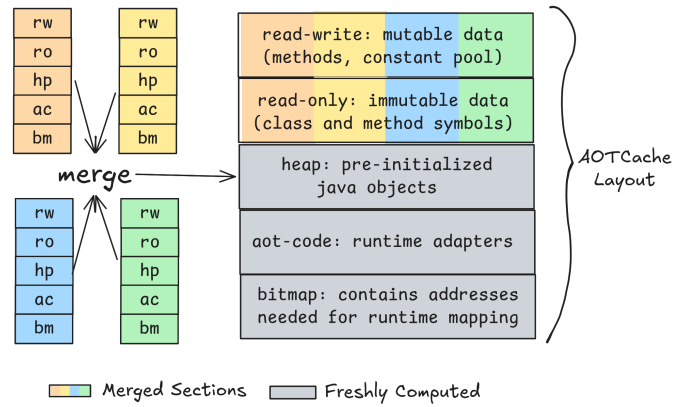 rw
ro
hp
ac
bm
rw
ro
hp
ac
bm
merge
rw
ro
hp
ac
bm
rw
ro
hp
ac
bm
read-write: mutable data
(methods, constant pool)
read-only: immutable data
(class and method symbols)
heap: pre-initialized
java objects
aot-code: runtime adapters
bitmap: contains addresses
needed for runtime mapping
AOTCache
Layout
Merged Sections
Freshly Computed